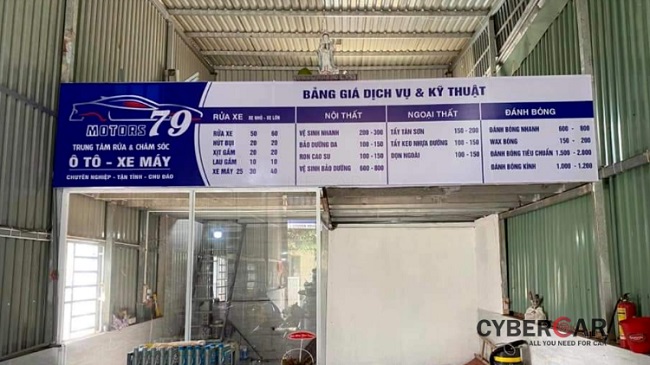 BẢNG GIÁ DỊCH VỤ & KỸ THUẬT
MOTORS 79
TRUNG TÂM RỬA & CHĂM SÓC
Ô TÔ - XE MÁY
CHUYÊN NGHIỆP - TẬN TÌNH - CHU ĐÁO
RỬA XE XE NHỎ - XE LỚN
RỬA XE 50 60
HÚT BỤI 20 20
XỊT GẦM 20 20
LAU GẦM 10 10
XE MÁY 25 30 40
NỘI THẤT
VỆ SINH NHANH 200 - 300
BẢO DƯỠNG DA 100 - 150
RON CAO SU 100 - 150
VỆ SINH BẢO DƯỠNG 600 - 800
NGOẠI THẤT
TẨY TÂN SƠN 150 - 200
TẨY KEO NHỰA ĐƯỜNG 100 - 150
DỌN NGOÀI 100 - 150
ĐÁNH BÓNG
ĐÁNH BÓNG NHANH 600 - 800
WAX BÓNG 150 - 200
ĐÁNH BÓNG TIÊU CHUẨN 1.500 - 2.000
ĐÁNH BÓNG KÍNH 1.000 - 1.200
CYBERCAR
ALL YOU NEED FOR CAR